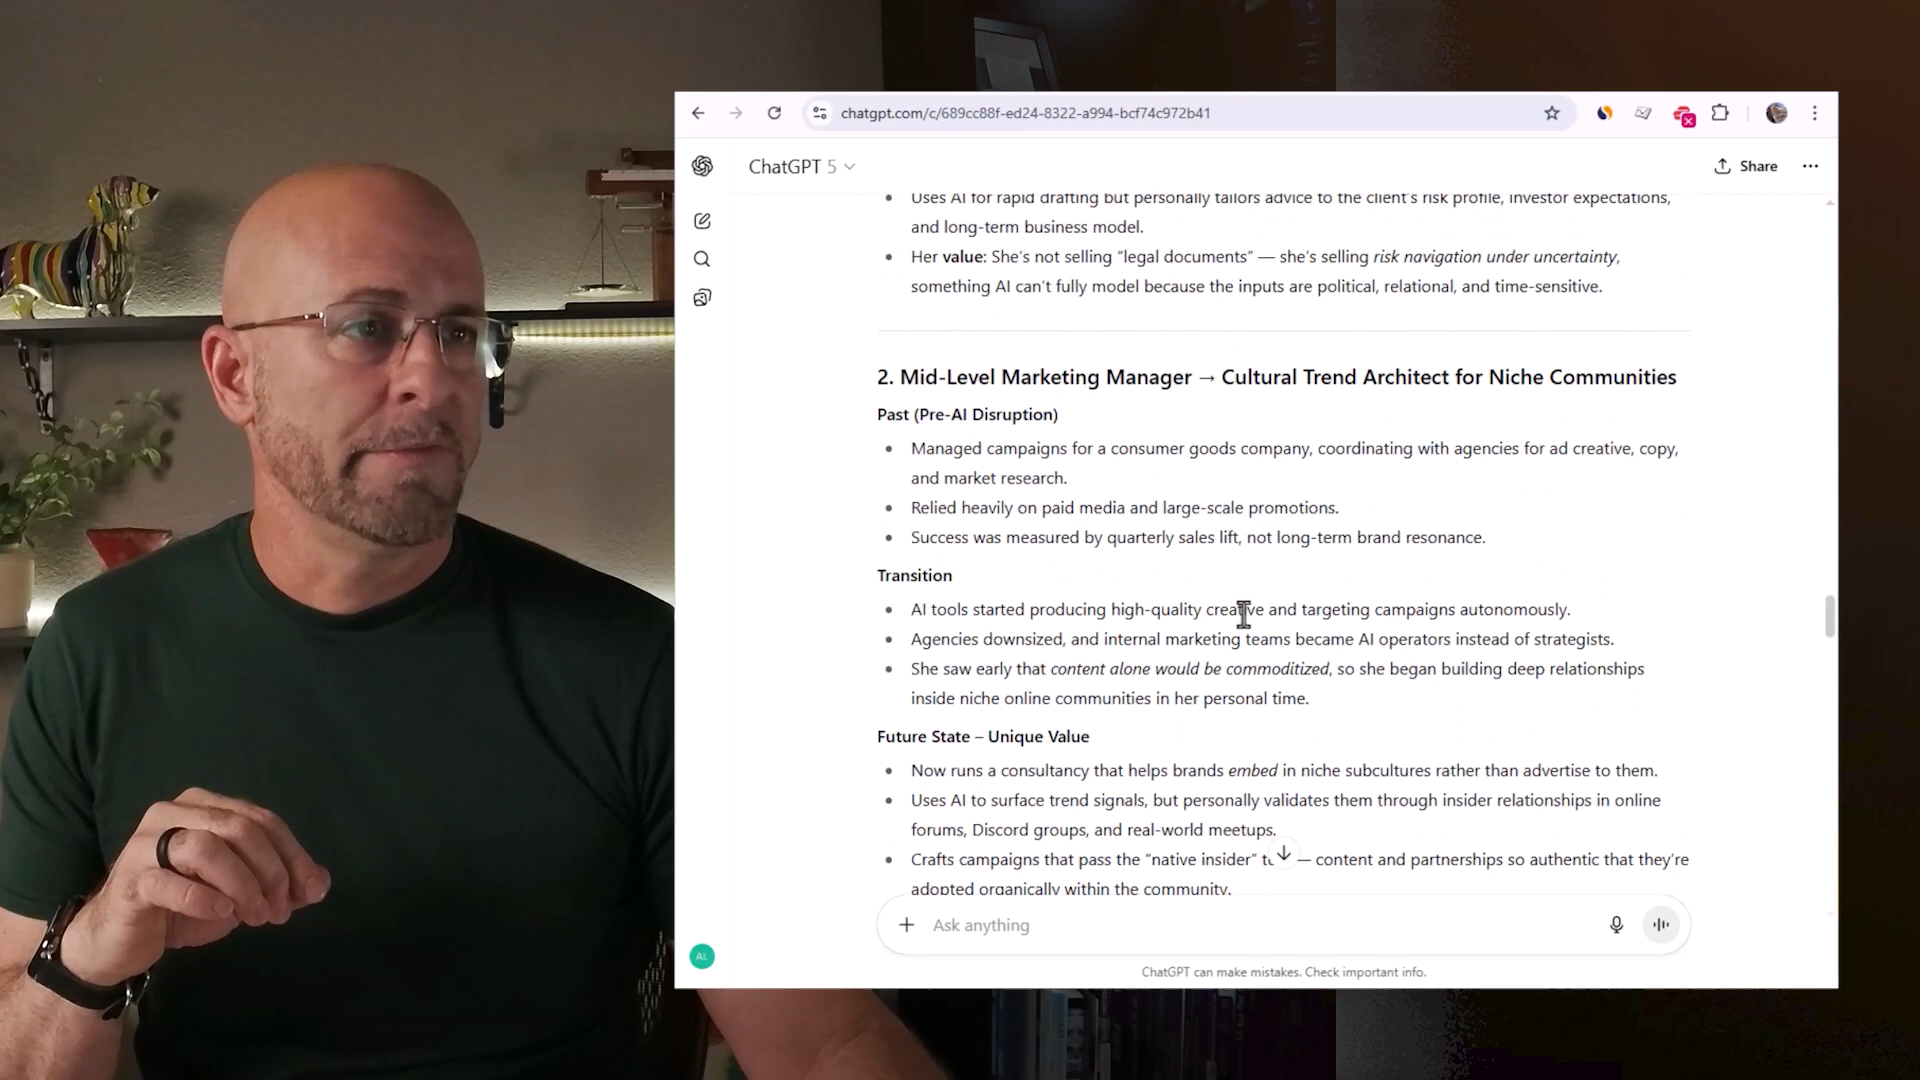 chatgpt.com/c/689cc88f-ed24-8322-a994-bcf74c972b41
ChatGPT 5
Share
Uses AI for rapid drafting but personally tailors advice to the client's risk profile, investor expectations,
and long-term business model.
Her value: She's not selling “legal documents” — she's selling risk navigation under uncertainty,
something AI can't fully model because the inputs are political, relational, and time-sensitive.
2. Mid-Level Marketing Manager → Cultural Trend Architect for Niche Communities
Past (Pre-AI Disruption)
Managed campaigns for a consumer goods company, coordinating with agencies for ad creative, copy,
and market research.
Relied heavily on paid media and large-scale promotions.
Success was measured by quarterly sales lift, not long-term brand resonance.
Transition
AI tools started producing high-quality creative and targeting campaigns autonomously.
Agencies downsized, and internal marketing teams became AI operators instead of strategists.
She saw early that content alone would be commoditized, so she began building deep relationships
inside niche online communities in her personal time.
Future State – Unique Value
Now runs a consultancy that helps brands embed in niche subcultures rather than advertise to them.
Uses AI to surface trend signals, but personally validates them through insider relationships in online
forums, Discord groups, and real-world meetups.
Crafts campaigns that pass the “native insider” — content and partnerships so authentic that they're
adopted organically within the community.
Ask anything
AL
ChatGPT can make mistakes. Check important info.